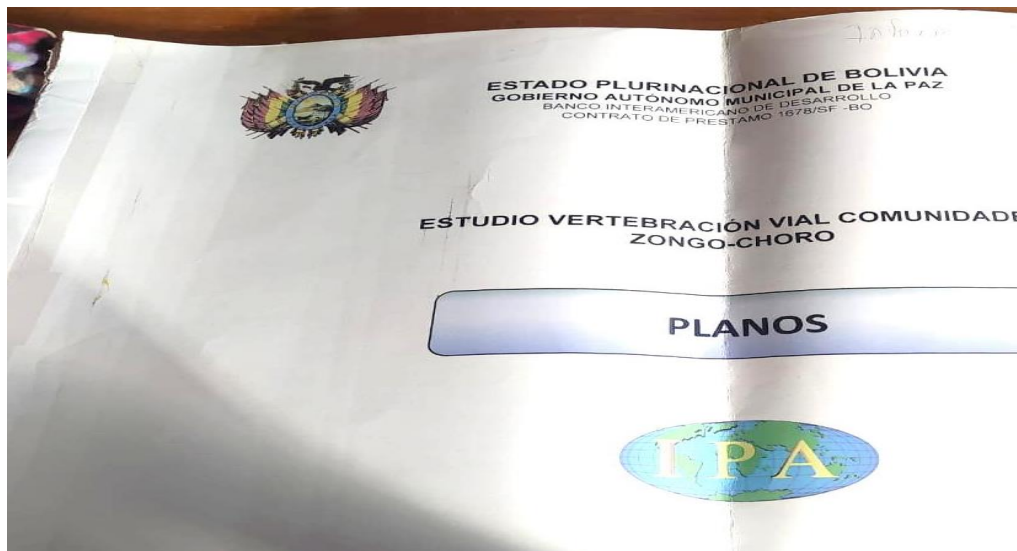 ESTADO PLURINACIONAL DE BOLIVIA
GOBIERNO AUTÓNOMO MUNICIPAL DE LA PAZ
BANCO INTERAMERICANO DE DESARROLLO
CONTRATO DE PRESTAMO 1678/SF -BO
ESTUDIO VERTEBRACIÓN VIAL COMUNIDADE
ZONGO-CHORO
PLANOS
IPA